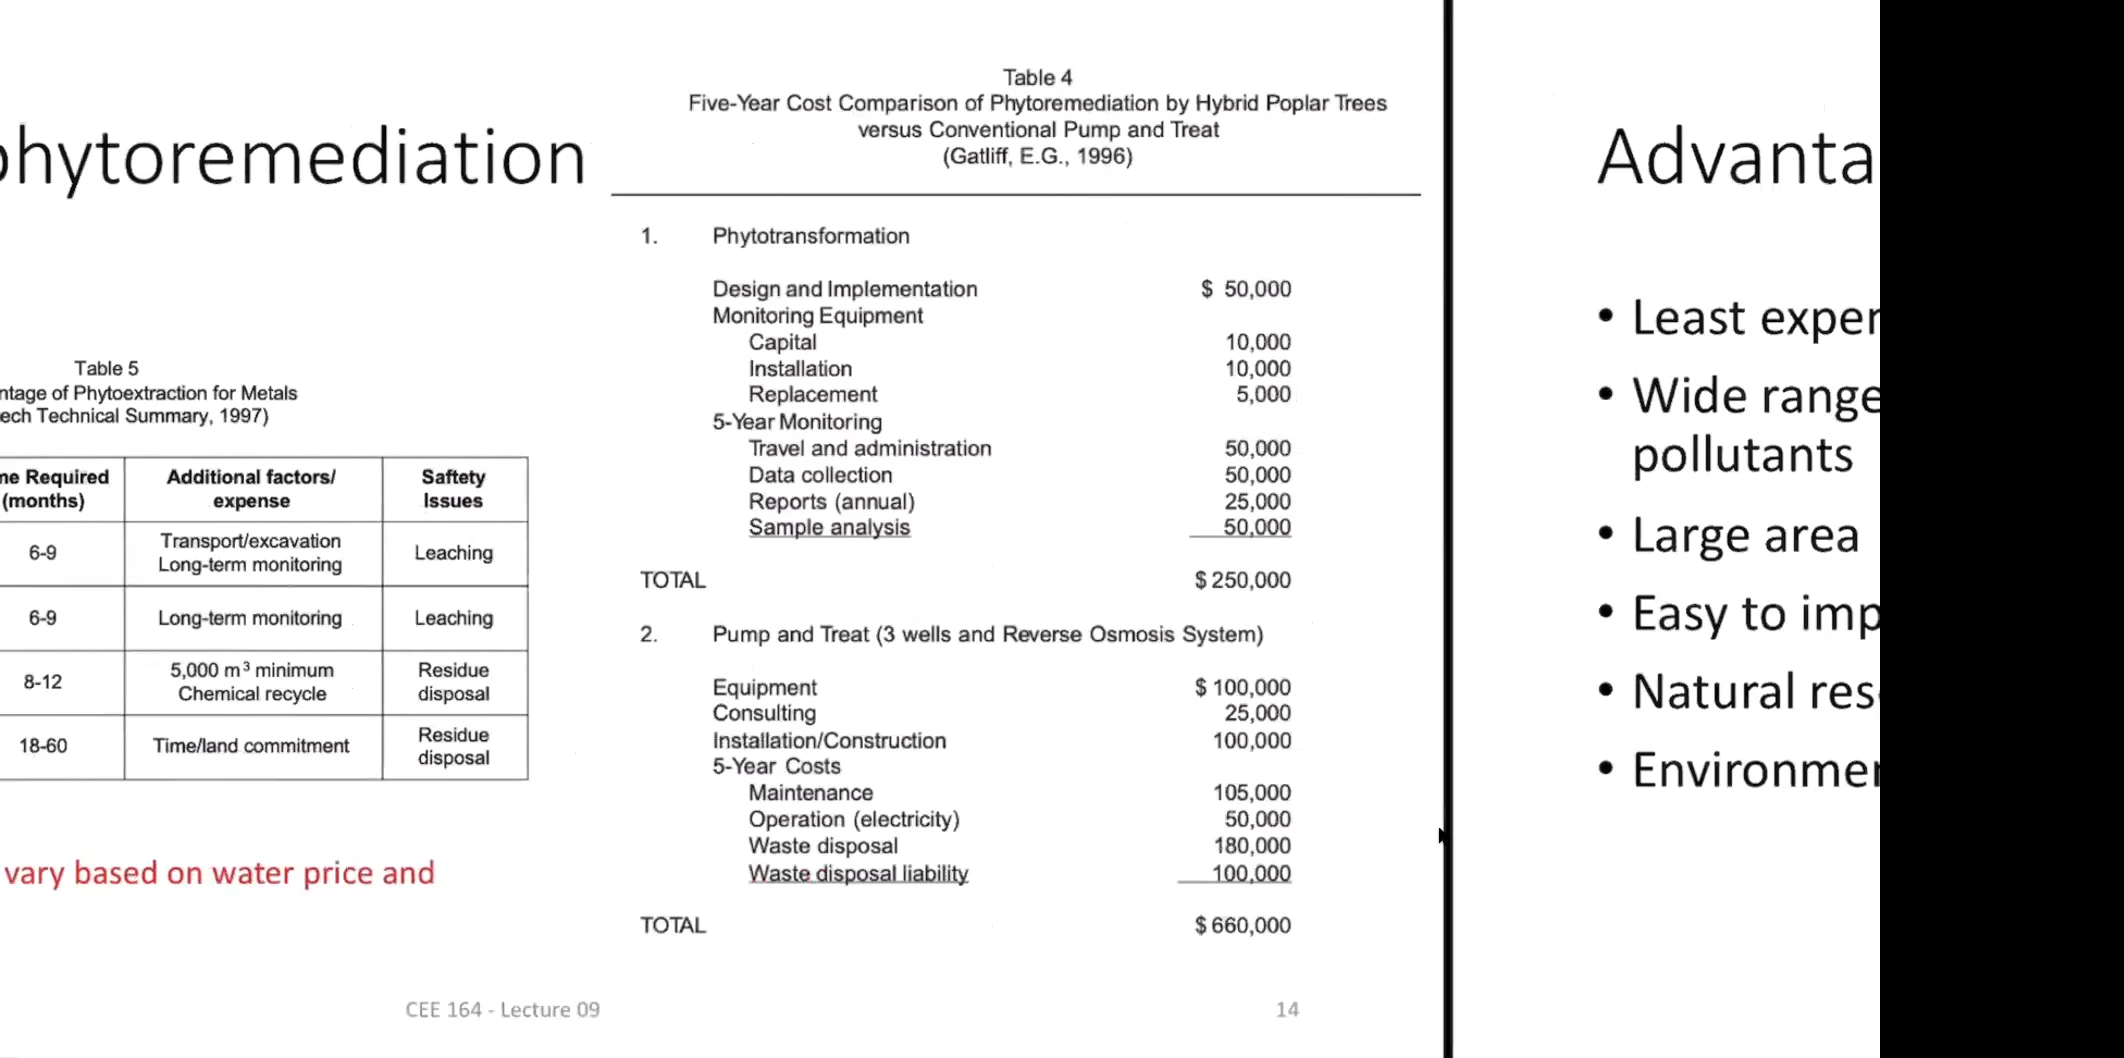 phytoremediation
Table 5
ntage of Phytoextraction for Metals
ech Technical Summary, 1997)
me Required (months) Additional factors/ expense Saftety Issues
6-9 Transport/excavation Long-term monitoring Leaching
6-9 Long-term monitoring Leaching
8-12 5,000 m³ minimum Chemical recycle Residue disposal
18-60 Time/land commitment Residue disposal
vary based on water price and
Table 4
Five-Year Cost Comparison of Phytoremediation by Hybrid Poplar Trees
versus Conventional Pump and Treat
(Gatliff, E.G., 1996)
1. Phytotransformation
Design and Implementation $ 50,000
Monitoring Equipment
Capital 10,000
Installation 10,000
Replacement 5,000
5-Year Monitoring
Travel and administration 50,000
Data collection 50,000
Reports (annual) 25,000
Sample analysis 50,000
TOTAL $ 250,000
2. Pump and Treat (3 wells and Reverse Osmosis System)
Equipment $ 100,000
Consulting 25,000
Installation/Construction 100,000
5-Year Costs
Maintenance 105,000
Operation (electricity) 50,000
Waste disposal 180,000
Waste disposal liability 100,000
TOTAL $ 660,000
CEE 164 - Lecture 09
14
Advanta
• Least exper
• Wide range
pollutants
• Large area
• Easy to imp
• Natural res
• Environmer